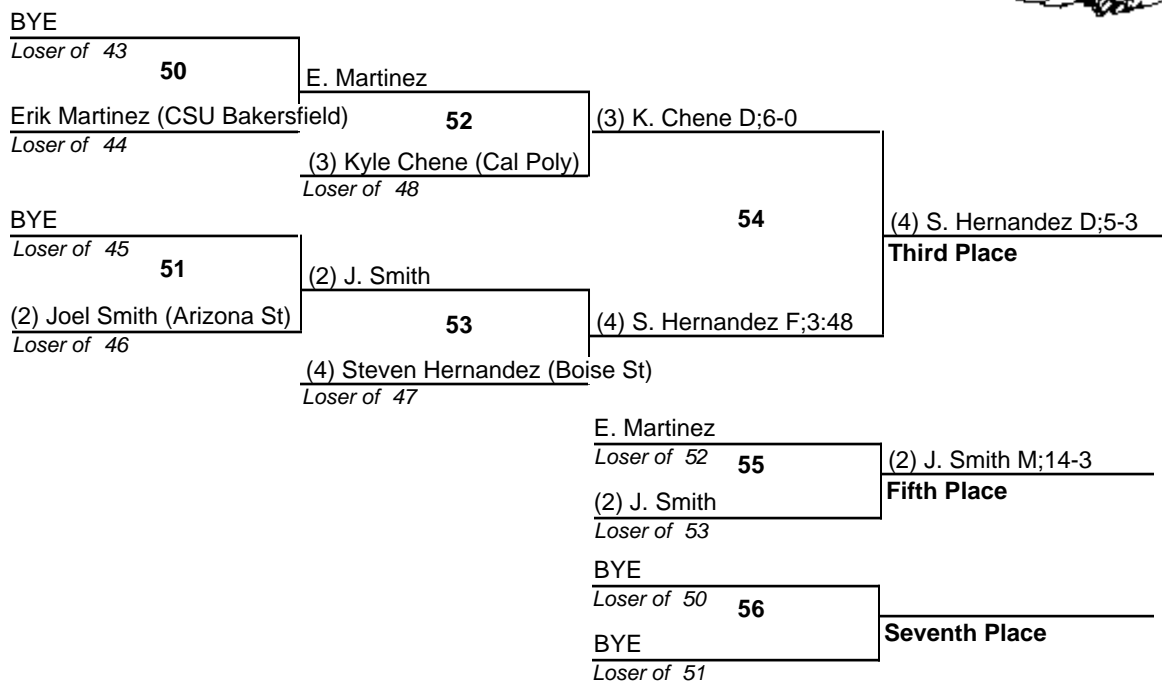 BYE
Loser of 43
50
E. Martinez
Erik Martinez (CSU Bakersfield)
Loser of 44
52
(3) K. Chene D;6-0
(3) Kyle Chene (Cal Poly)
Loser of 48
BYE
Loser of 45
51
54
(4) S. Hernandez D;5-3
Third Place
(2) J. Smith
(2) Joel Smith (Arizona St)
Loser of 46
53
(4) S. Hernandez F;3:48
(4) Steven Hernandez (Boise St)
Loser of 47
E. Martinez
Loser of 52
55
(2) J. Smith M;14-3
Fifth Place
(2) J. Smith
Loser of 53
BYE
Loser of 50
56
Seventh Place
BYE
Loser of 51